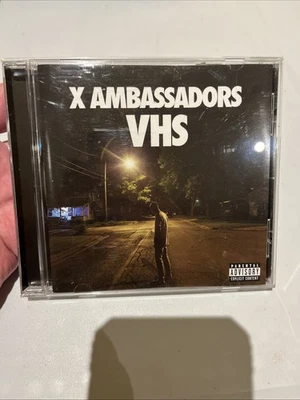 X AMBASSADORS
VHS
PARENTAL
ADVISORY
EXPLICIT CONTENT